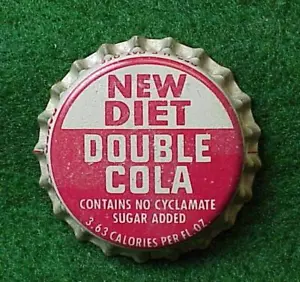 NEW
DIET
DOUBLE
COLA
CONTAINS NO CYCLAMATE
SUGAR ADDED
3.63 CALORIES PER FL. OZ.